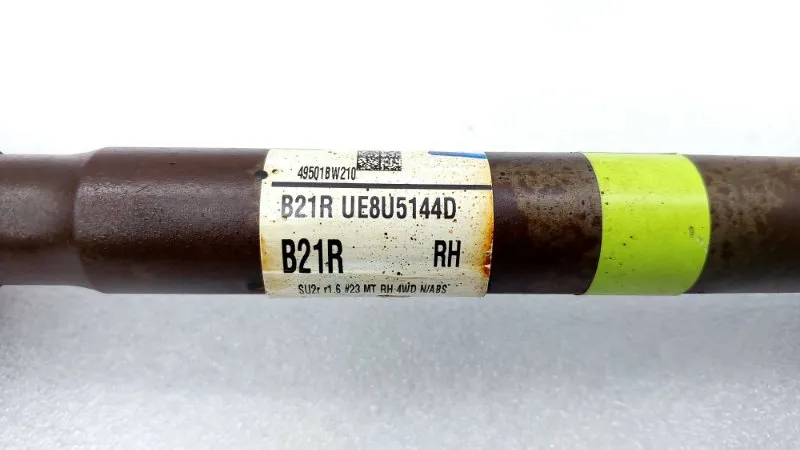 49501BW210
B21R UE8U5144D
B21R RH
SU2r r1.6 #23 MT RH 4WD N/ABS